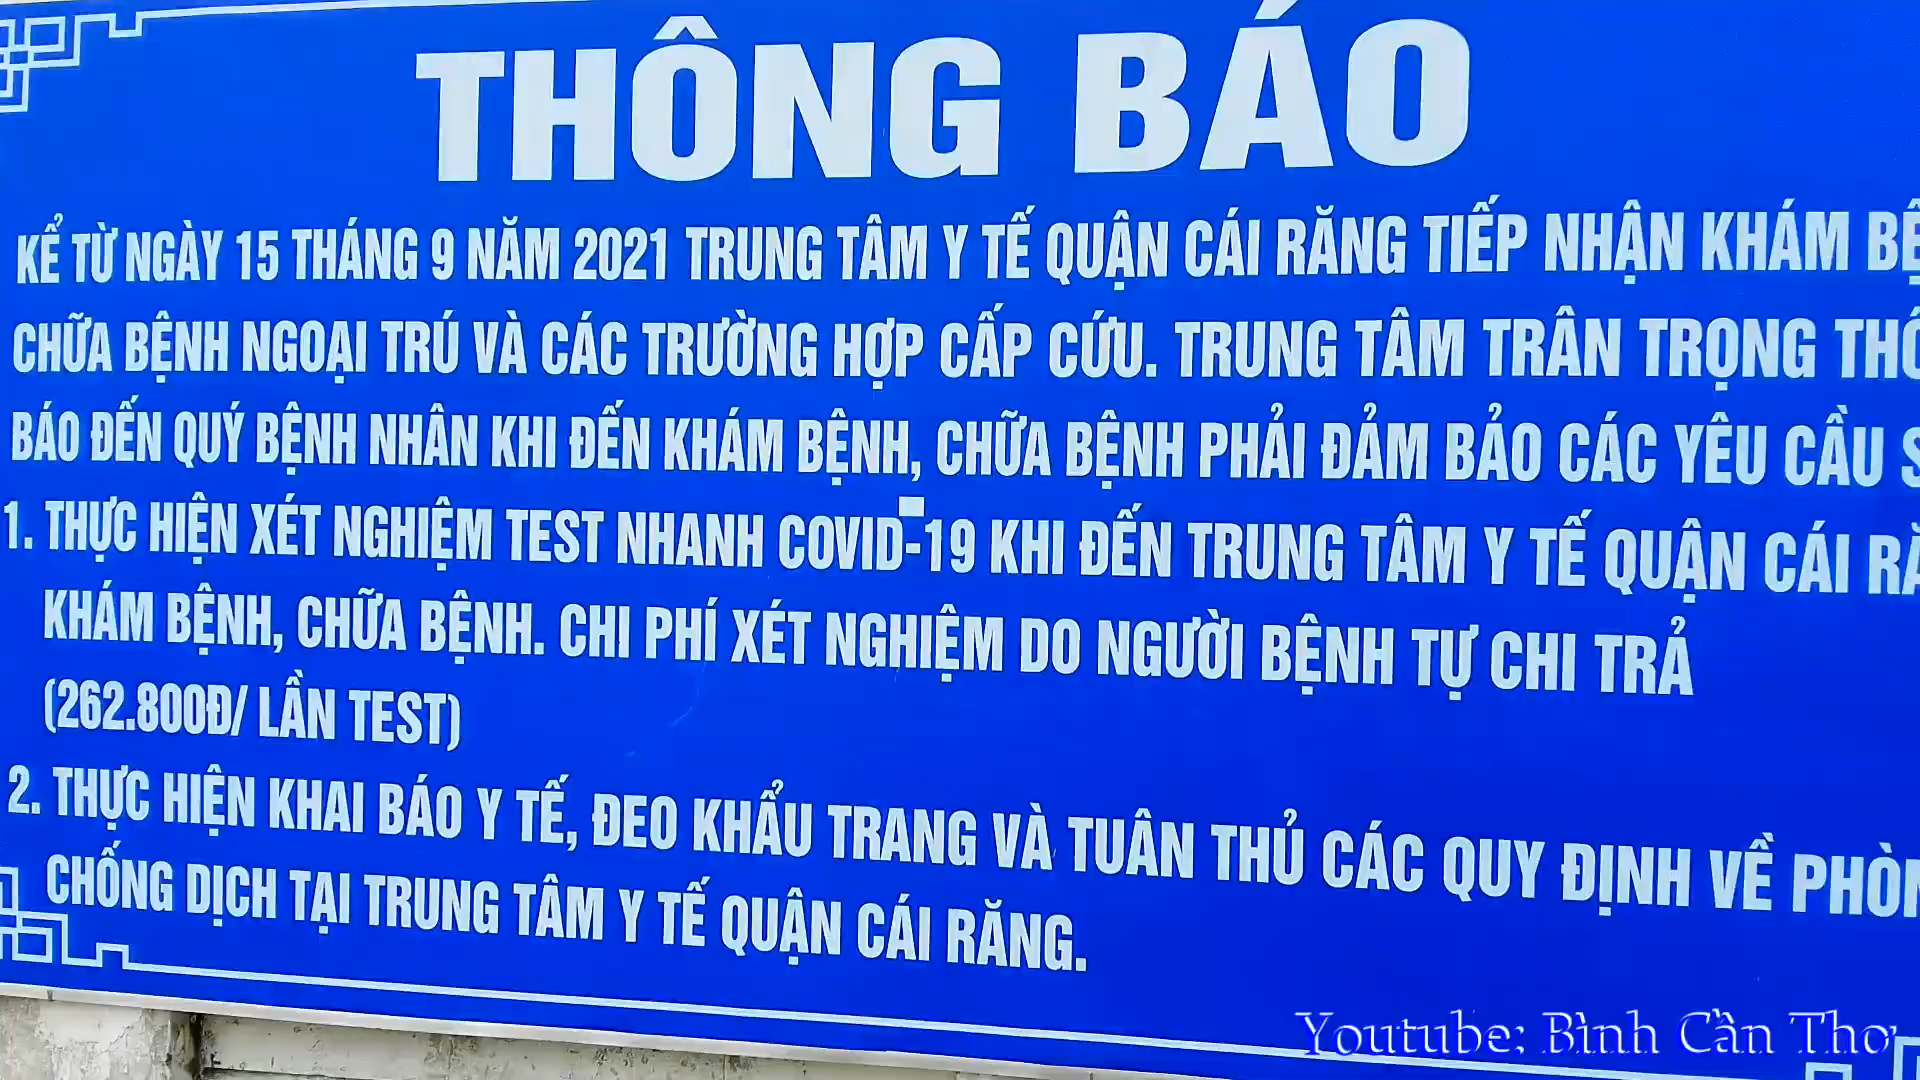 THÔNG BÁO
KỂ TỪ NGÀY 15 THÁNG 9 NĂM 2021 TRUNG TÂM Y TẾ QUẬN CÁI RĂNG TIẾP NHẬN KHÁM
CHỮA BỆNH NGOẠI TRÚ VÀ CÁC TRƯỜNG HỢP CẤP CỨU. TRUNG TÂM TRÂN TRỌNG
BÁO ĐẾN QUÝ BỆNH NHÂN KHI ĐẾN KHÁM BỆNH, CHỮA BỆNH PHẢI ĐẢM BẢO CÁC YÊU CẦU
1. THỰC HIỆN XÉT NGHIỆM TEST NHANH COVID-19 KHI ĐẾN TRUNG TÂM Y TẾ QUẬN CÁI
KHÁM BỆNH, CHỮA BỆNH. CHI PHÍ XÉT NGHIỆM DO NGƯỜI BỆNH TỰ CHI TRẢ
(262.800Đ/ LẦN TEST)
2. THỰC HIỆN KHAI BÁO Y TẾ, ĐEO KHẨU TRANG VÀ TUÂN THỦ CÁC QUY ĐỊNH VỀ
CHỐNG DỊCH TẠI TRUNG TÂM Y TẾ QUẬN CÁI RĂNG.
Youtube: Bình Cần Thơ